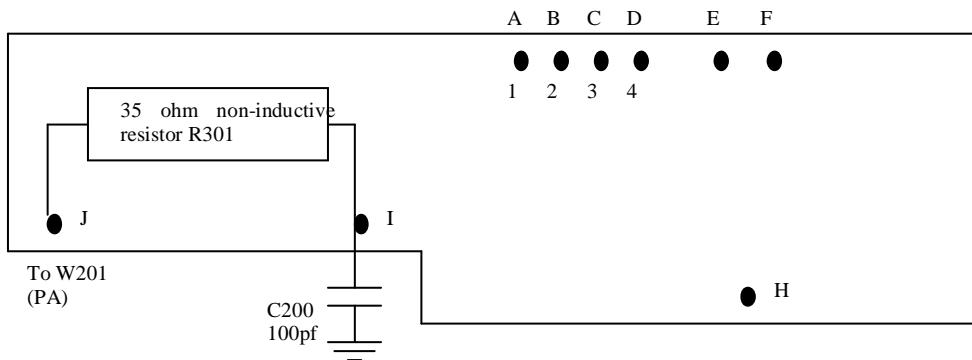 A B C D E F
1 2 3 4
35 ohm non-inductive
resistor R301
J I
To W201
(PA)
H
C200
100pf